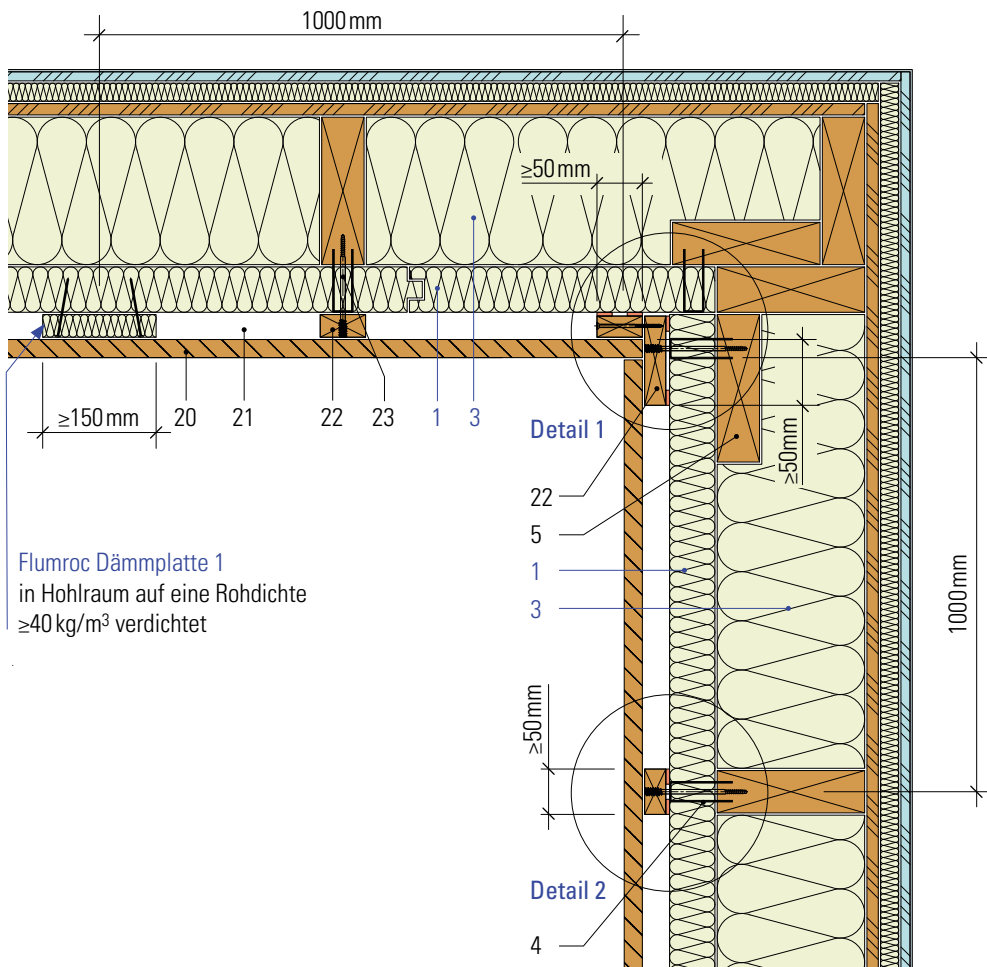 1000 mm
≥50 mm
≥150 mm
20
21
22
23
1
3
Detail 1
≥50 mm
22
5
Flumroc Dämmplatte 1
in Hohlraum auf eine Rohdichte
≥40 kg/m³ verdichtet
1
3
1000 mm
≥50 mm
Detail 2
4